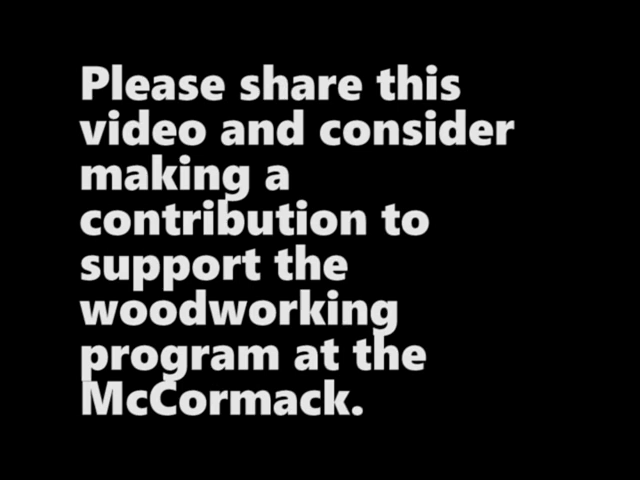 Please share this
video and consider
making a
contribution to
support the
woodworking
program at the
McCormack.